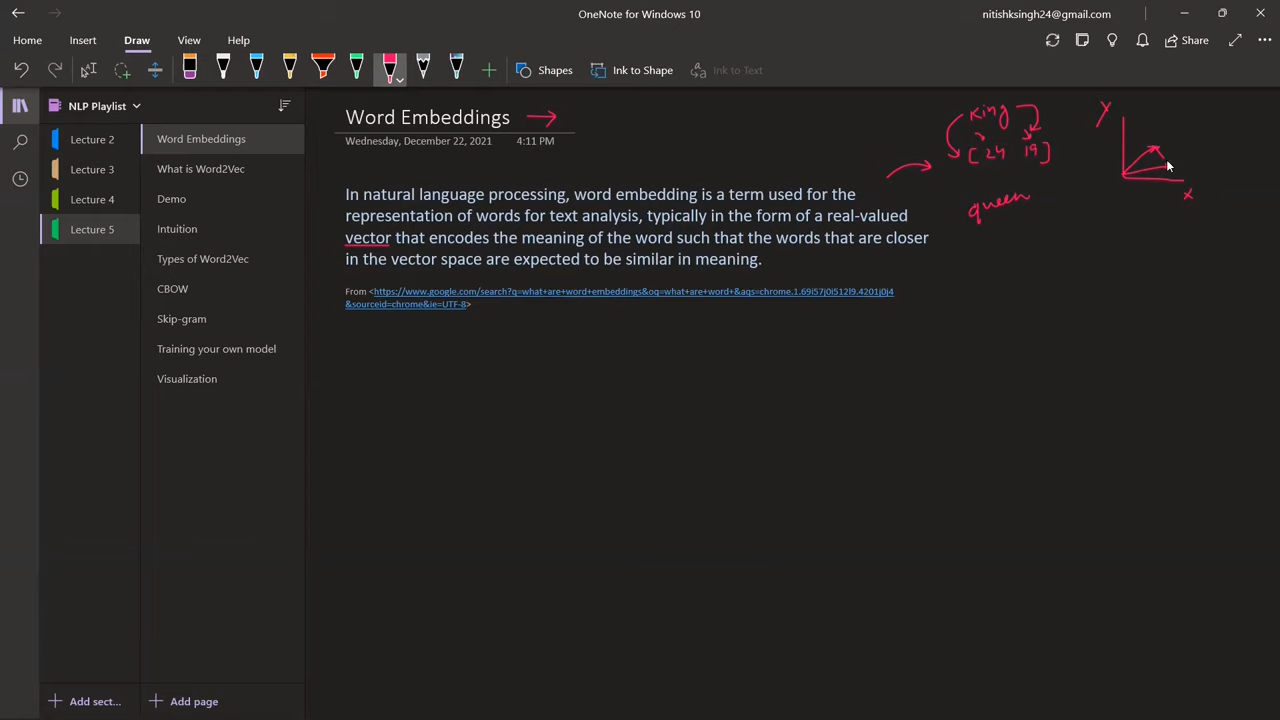 OneNote for Windows 10
nitishksingh24@gmail.com
Home Insert Draw View Help
Share
Shapes
Ink to Shape
Ink to Text
NLP Playlist
Lecture 2
Lecture 3
Lecture 4
Lecture 5
Word Embeddings
What is Word2Vec
Demo
Intuition
Types of Word2Vec
CBOW
Skip-gram
Training your own model
Visualization
Add sect...
Add page
Word Embeddings
Wednesday, December 22, 2021 4:11 PM
In natural language processing, word embedding is a term used for the
representation of words for text analysis, typically in the form of a real-valued
vector that encodes the meaning of the word such that the words that are closer
in the vector space are expected to be similar in meaning.
From <https://www.google.com/search?q=what+are+word+embeddings&oq=what+are+word+&aqs=chrome.1.69i57j0i512l9.4201j0j4
&sourceid=chrome&ie=UTF-8>
king
[24 19]
queen
Y
x